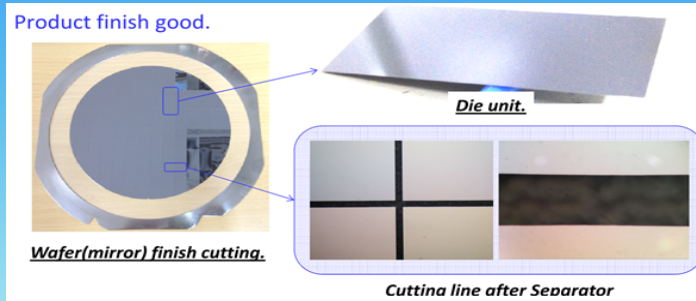 Product finish good.
Die unit.
Wafer(mirror) finish cutting.
Cutting line after Separator